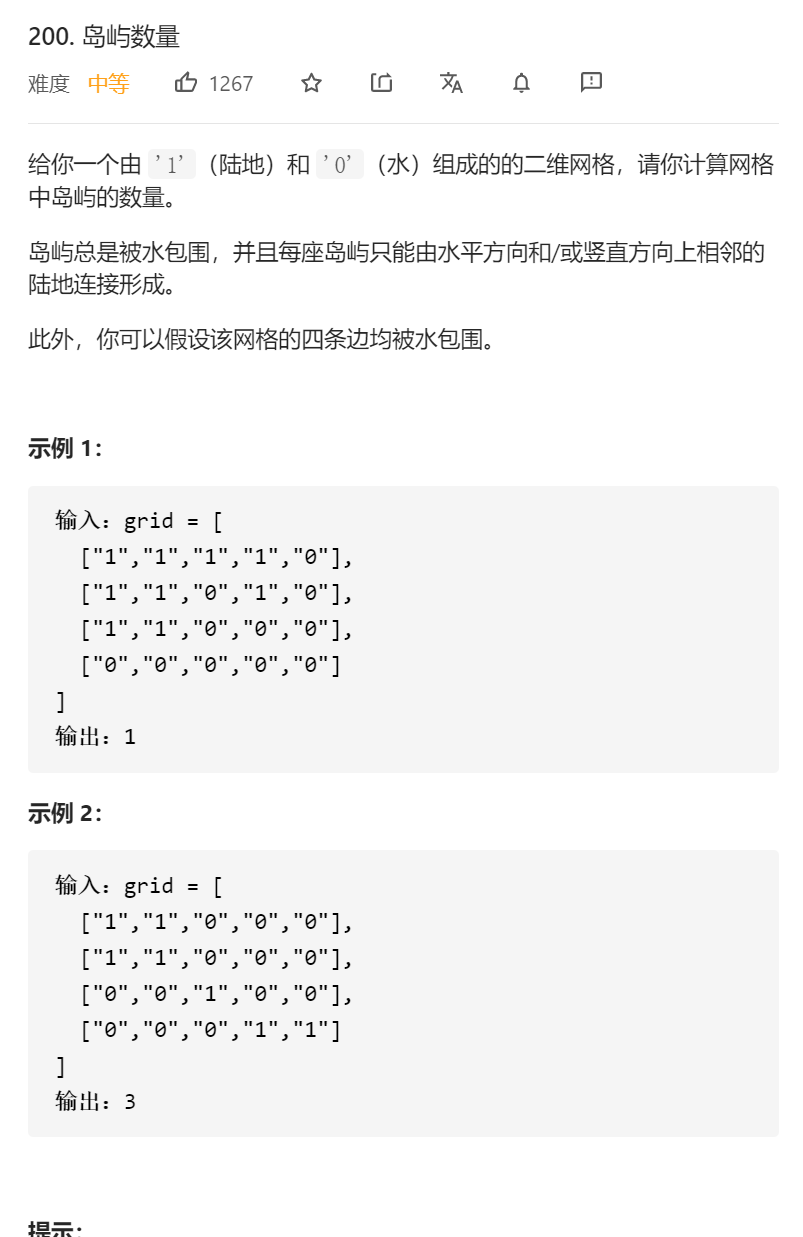 200. 岛屿数量
难度 中等 1267
给你一个由 '1'（陆地）和 '0'（水）组成的的二维网格，请你计算网格
中岛屿的数量。
岛屿总是被水包围，并且每座岛屿只能由水平方向和/或竖直方向上相邻的
陆地连接形成。
此外，你可以假设该网格的四条边均被水包围。
示例 1：
输入：grid = [
["1","1","1","1","0"],
["1","1","0","1","0"],
["1","1","0","0","0"],
["0","0","0","0","0"]
]
输出：1
示例 2：
输入：grid = [
["1","1","0","0","0"],
["1","1","0","0","0"],
["0","0","1","0","0"],
["0","0","0","1","1"]
]
输出：3
提示：